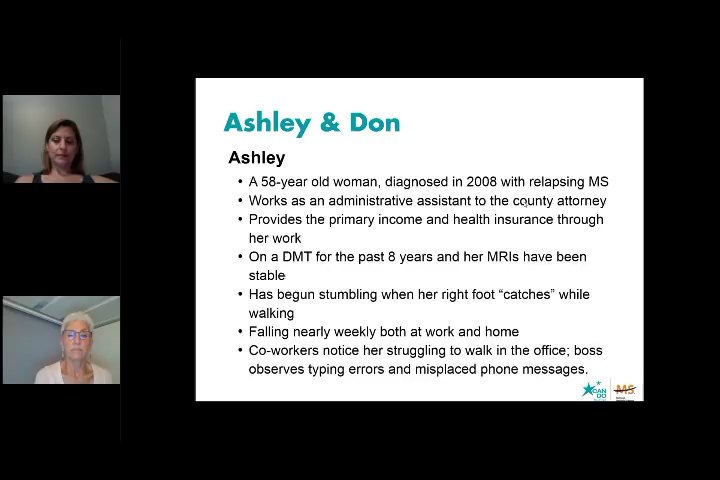 Ashley & Don
Ashley
• A 58-year old woman, diagnosed in 2008 with relapsing MS
• Works as an administrative assistant to the county attorney
• Provides the primary income and health insurance through
her work
• On a DMT for the past 8 years and her MRIs have been
stable
• Has begun stumbling when her right foot “catches” while
walking
• Falling nearly weekly both at work and home
• Co-workers notice her struggling to walk in the office; boss
observes typing errors and misplaced phone messages.
CAN
DO
MS